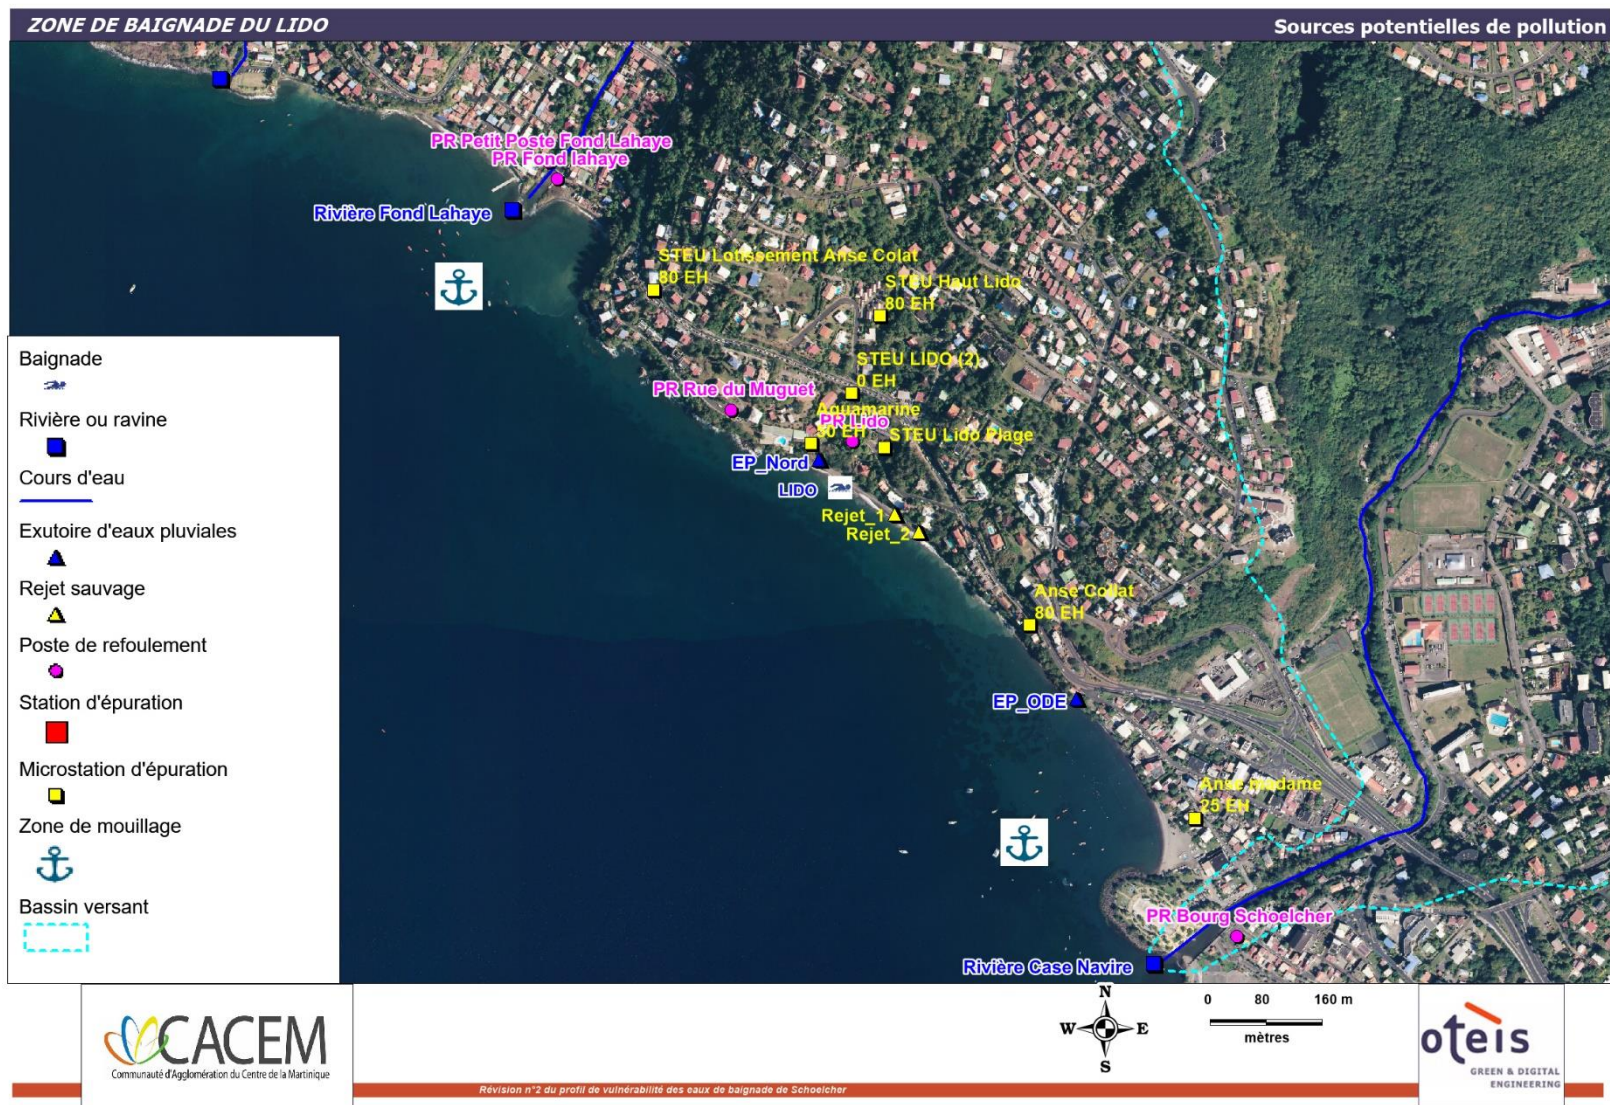 ZONE DE BAIGNADE DU LIDO
Sources potentielles de pollution
PR Petit Poste Fond Lahaye
PR Fond lahaye
Rivière Fond Lahaye
STEU Lotissement Anse Colat
80 EH
STEU Haut Lido
80 EH
STEU LIDO (2)
0 EH
PR Rue du Muguet
Aquamarine
50 EH
PR Lido
STEU Lido Plage
EP_Nord
LIDO
Rejet_1
Rejet_2
Anse Collat
80 EH
EP_ODE
Anse madame
25 EH
PR Bourg Schoelcher
Rivière Case Navire
Baignade
Rivière ou ravine
Cours d'eau
Exutoire d'eaux pluviales
Rejet sauvage
Poste de refoulement
Station d'épuration
Microstation d'épuration
Zone de mouillage
Bassin versant
CACEM
Communauté d'Agglomération du Centre de la Martinique
N
W E
S
0 80 160 m
mètres
oteis
GREEN & DIGITAL
ENGINEERING
Révision n°2 du profil de vulnérabilité des eaux de baignade de Schoelcher